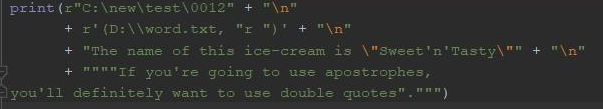 print(r"C:\new\test\0012" + "\n"
+ r'(D:\\word.txt, "r ")' + "\n"
+ "The name of this ice-cream is \"Sweet'n'Tasty\"" + "\n"
+ """"If you're going to use apostrophes,
you'll definitely want to use double quotes".""")